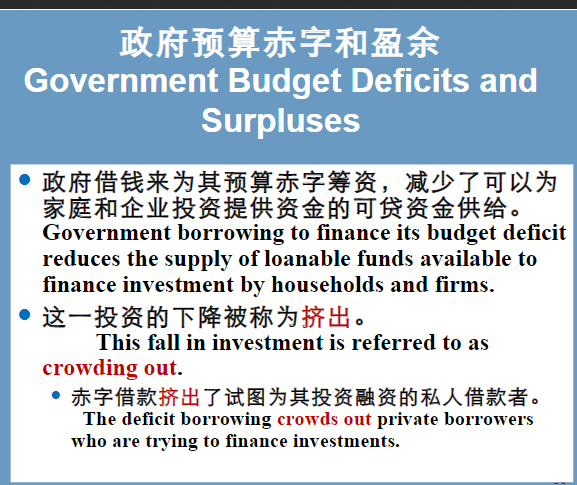 政府预算赤字和盈余
Government Budget Deficits and
Surpluses
政府借钱来为其预算赤字筹资，减少了可以为
家庭和企业投资提供资金的可贷资金供给。
Government borrowing to finance its budget deficit
reduces the supply of loanable funds available to
finance investment by households and firms.
这一投资的下降被称为挤出。
This fall in investment is referred to as
crowding out.
赤字借款挤出了试图为其投资融资的私人借款者。
The deficit borrowing crowds out private borrowers
who are trying to finance investments.